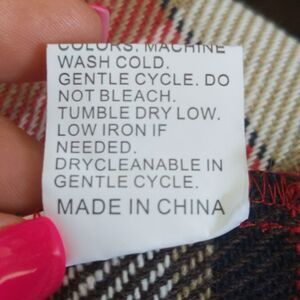 COLORS. MACHINE
WASH COLD.
GENTLE CYCLE. DO
NOT BLEACH.
TUMBLE DRY LOW.
LOW IRON IF
NEEDED.
DRYCLEANABLE IN
GENTLE CYCLE.
MADE IN CHINA